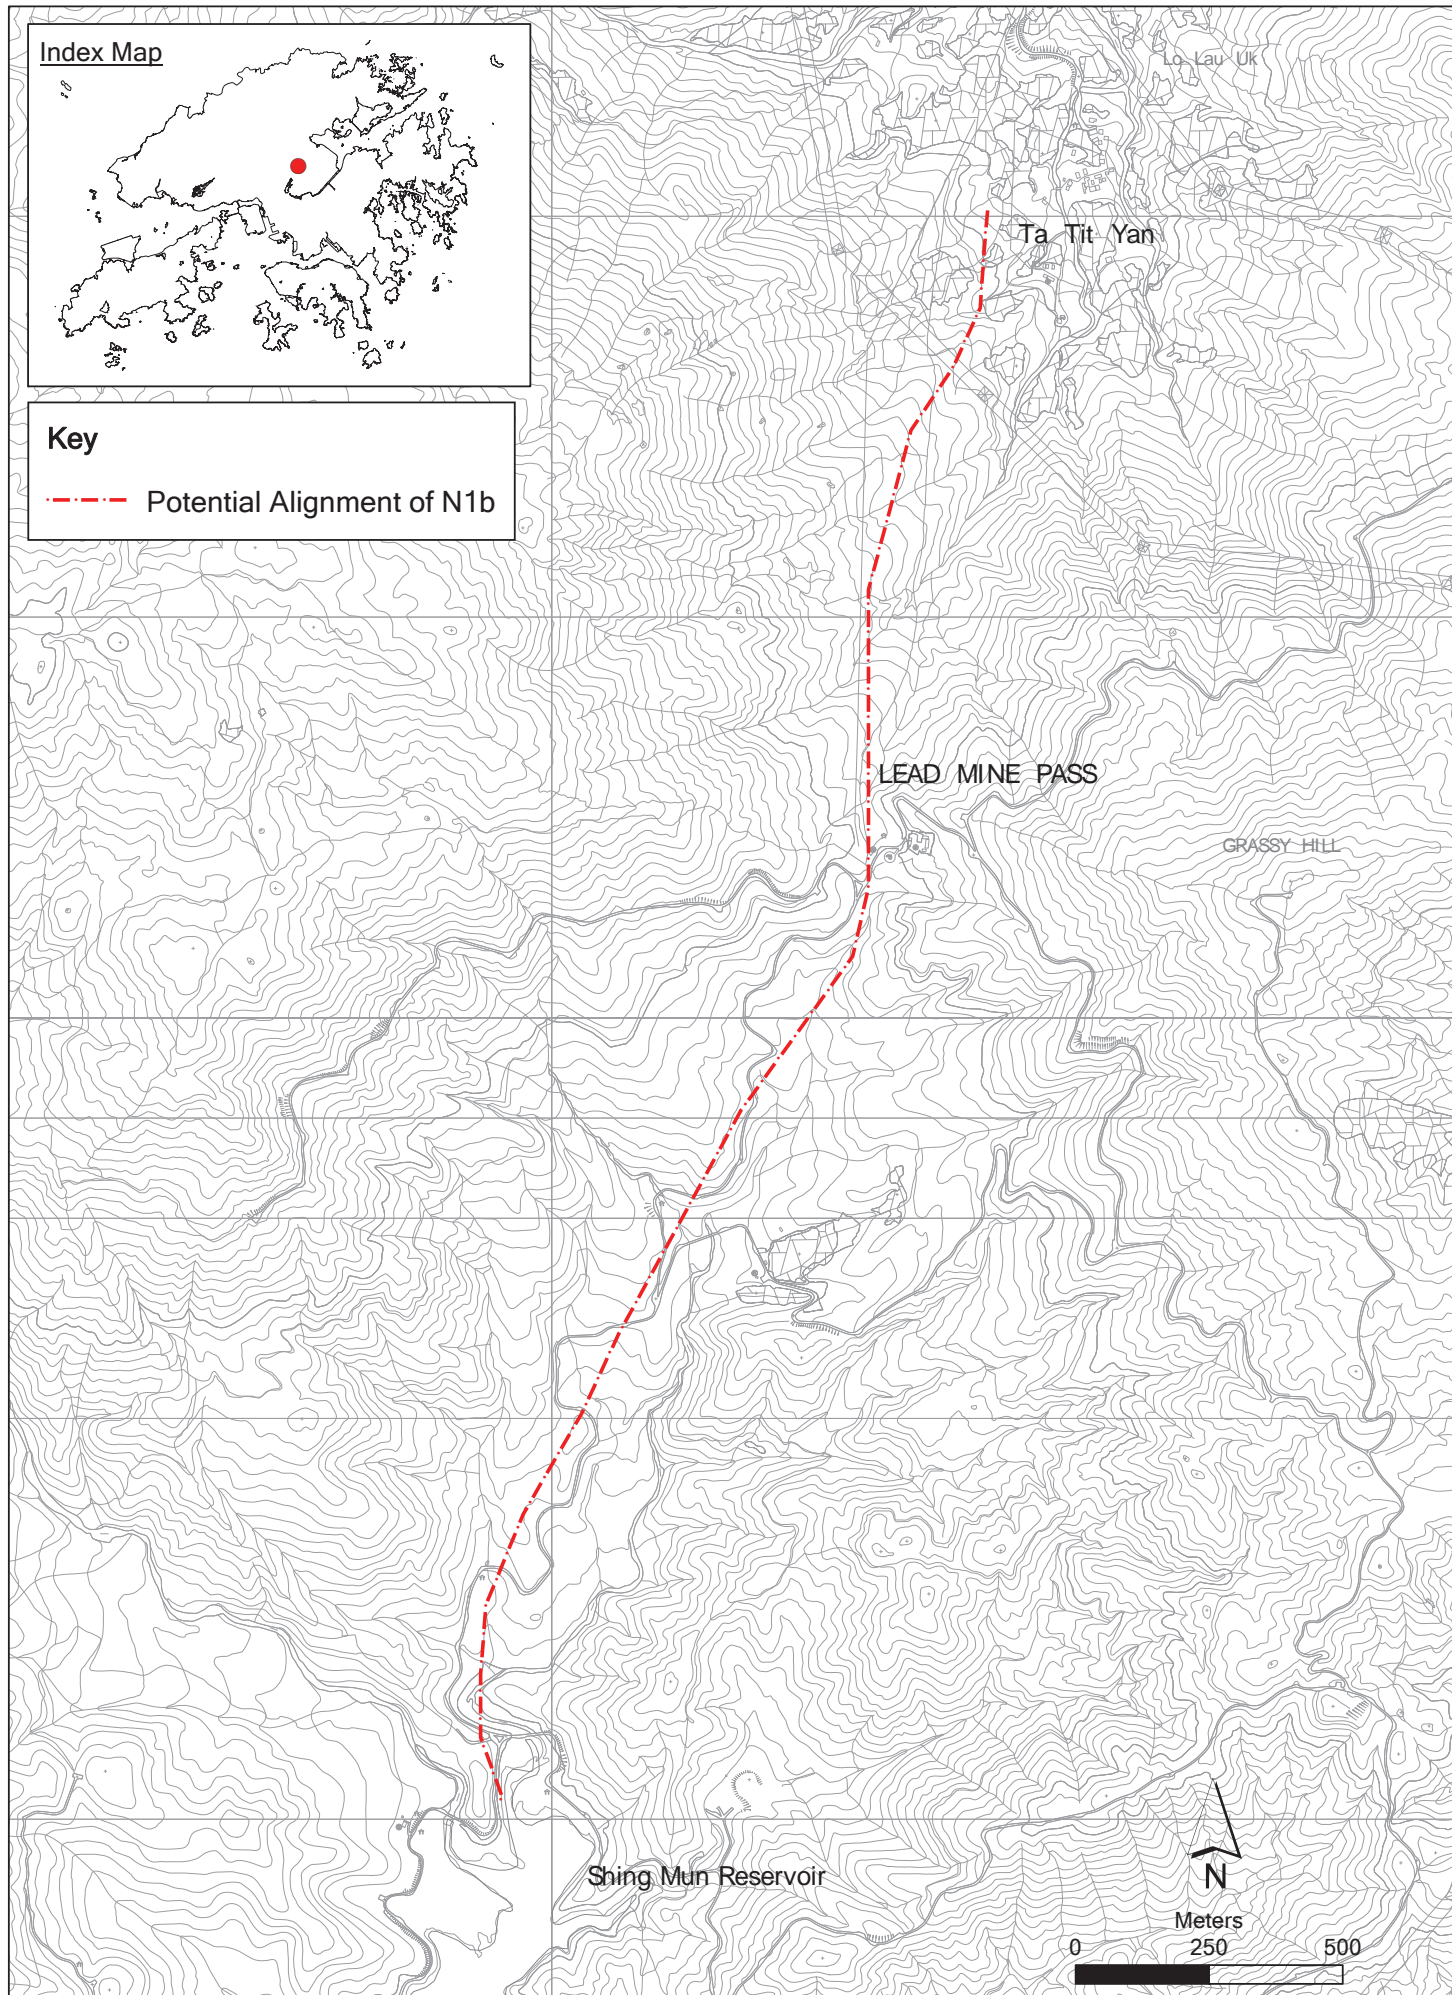 Index Map
Lo Lau Uk
Ta Tit Yan
Key
Potential Alignment of N1b
LEAD MINE PASS
GRASSY HILL
Shing Mun Reservoir
N
Meters
0 250 500